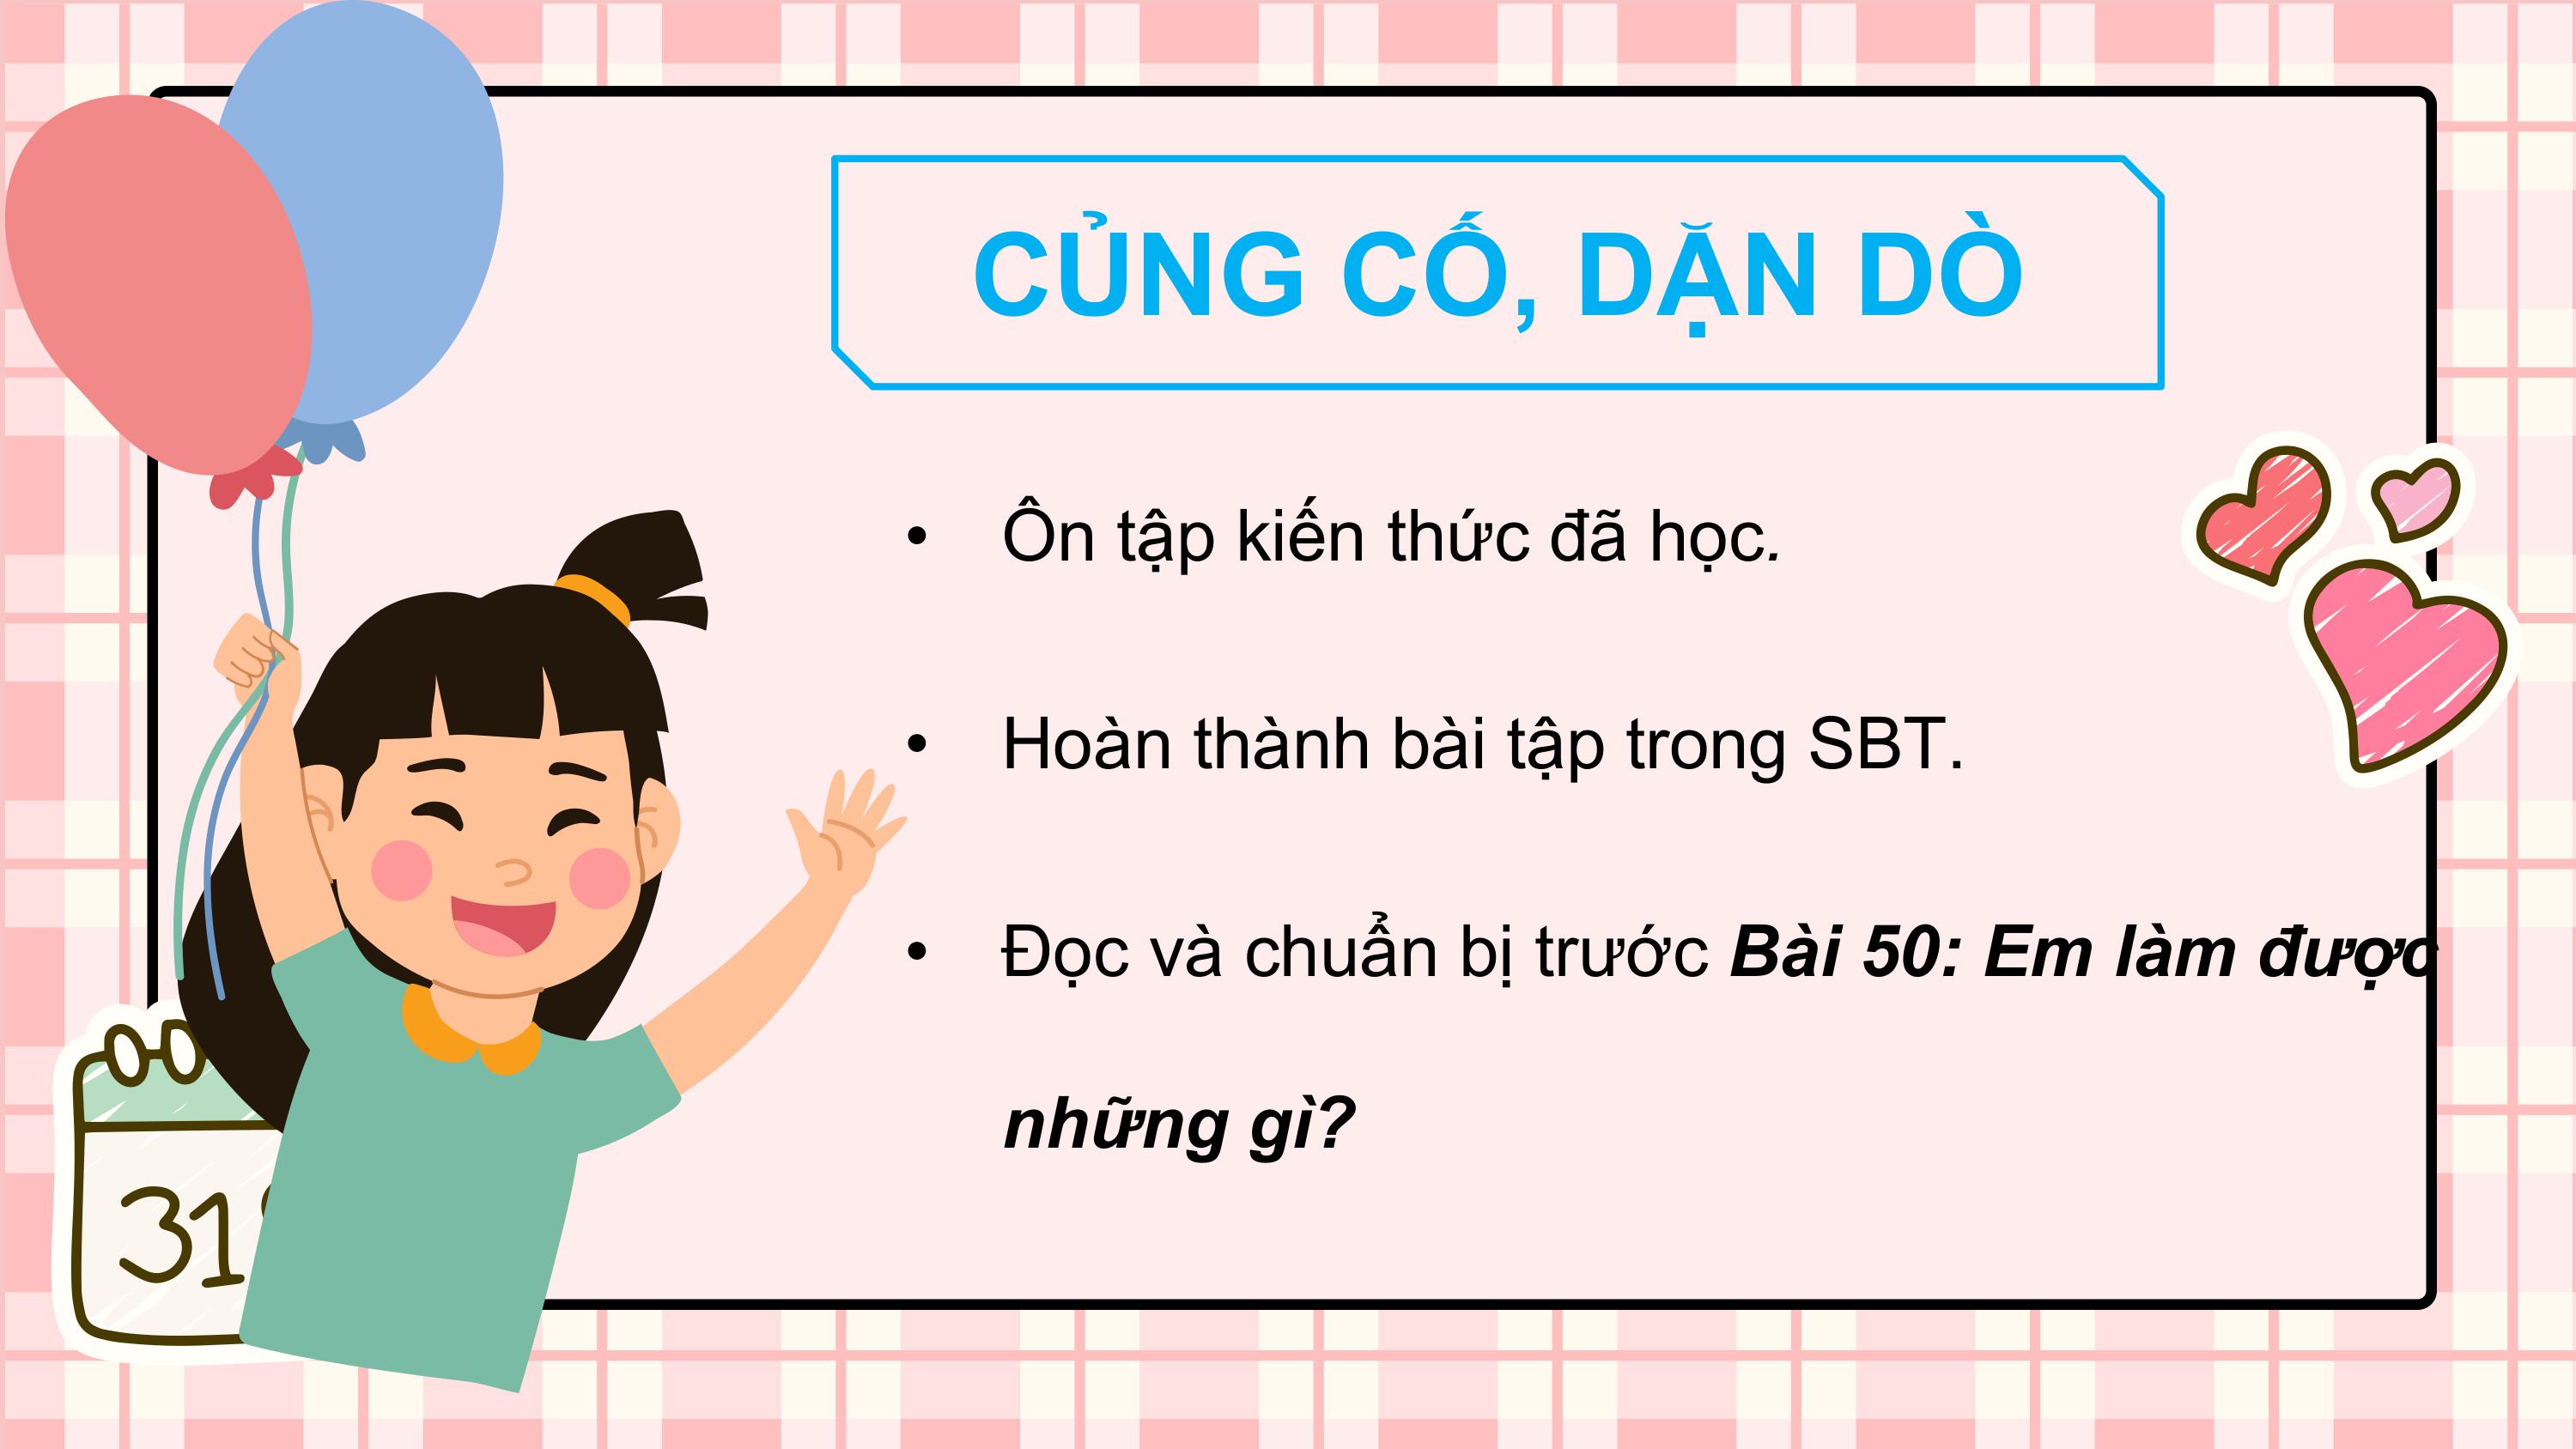 CỦNG CỐ, DẶN DÒ
• Ôn tập kiến thức đã học.
• Hoàn thành bài tập trong SBT.
• Đọc và chuẩn bị trước Bài 50: Em làm được
những gì?
31